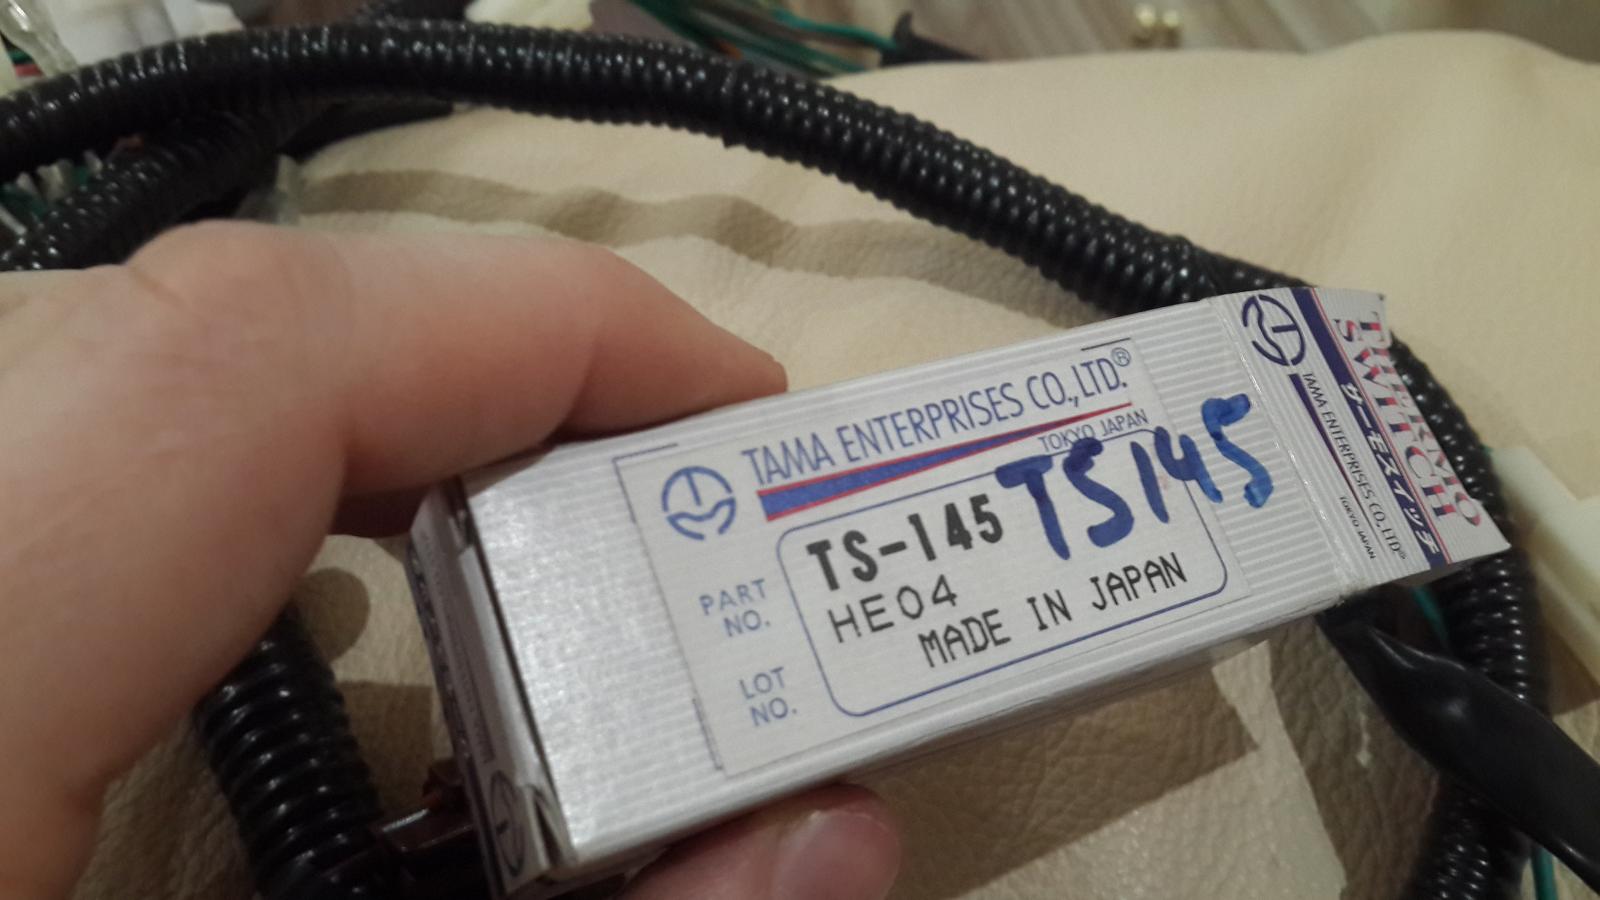 TAMA ENTERPRISES CO., LTD.®
TOKYO JAPAN
TS-145
TS145
PART NO.
HE04
MADE IN JAPAN
LOT NO.
THERMO SWITCH
サーモスイッチ
TAMA ENTERPRISES CO., LTD®
TOKYO JAPAN